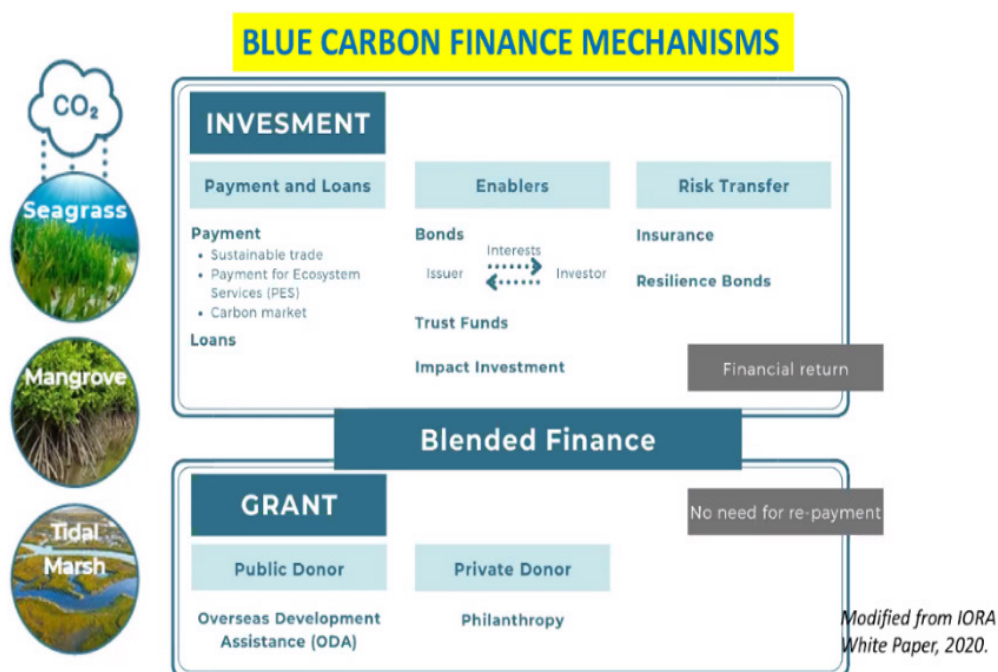 BLUE CARBON FINANCE MECHANISMS
CO₂
Seagrass
Mangrove
Tidal
Marsh
INVESMENT
Payment and Loans
Payment
• Sustainable trade
• Payment for Ecosystem
Services (PES)
• Carbon market
Loans
Enablers
Bonds
Interests
Issuer Investor
Trust Funds
Impact Investment
Risk Transfer
Insurance
Resilience Bonds
Financial return
Blended Finance
GRANT
No need for re-payment
Public Donor
Overseas Development
Assistance (ODA)
Private Donor
Philanthropy
Modified from IORA
White Paper, 2020.